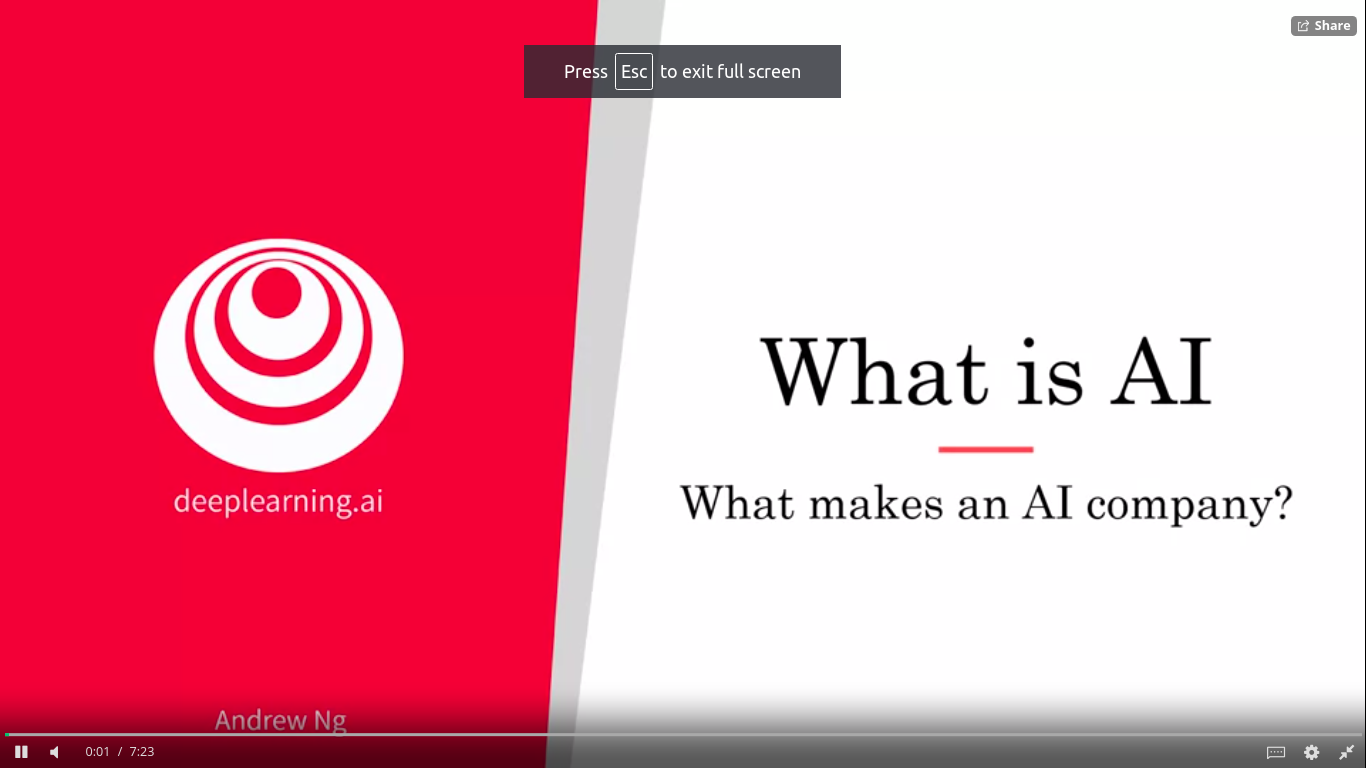 Share
Press Esc to exit full screen
What is AI
deeplearning.ai
What makes an AI company?
Andrew Ng
0:01 / 7:23